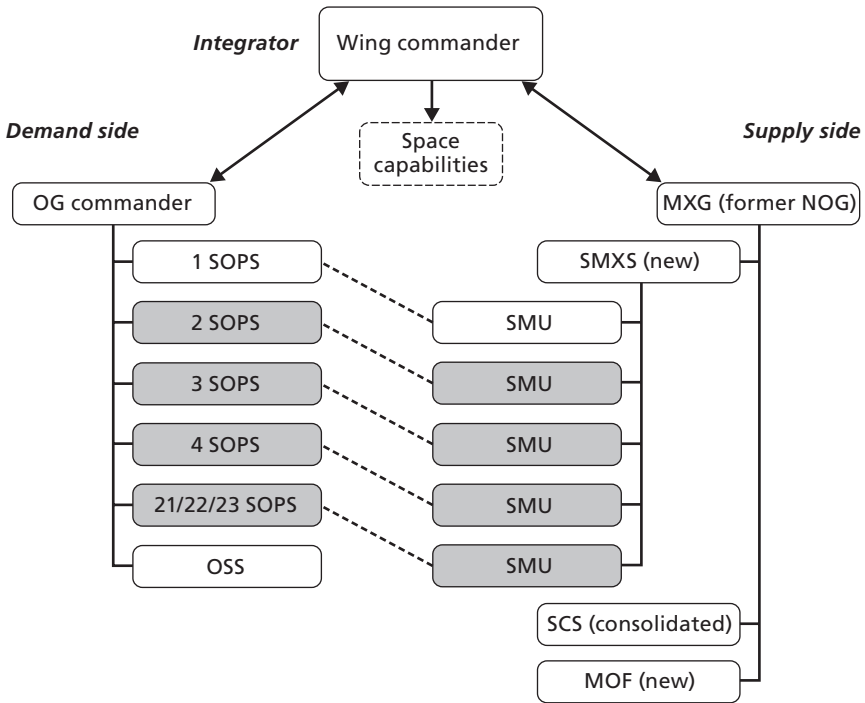 Integrator
Wing commander
Demand side
Space
capabilities
Supply side
OG commander
MXG (former NOG)
1 SOPS
SMXS (new)
2 SOPS
SMU
3 SOPS
SMU
4 SOPS
SMU
21/22/23 SOPS
SMU
OSS
SMU
SCS (consolidated)
MOF (new)